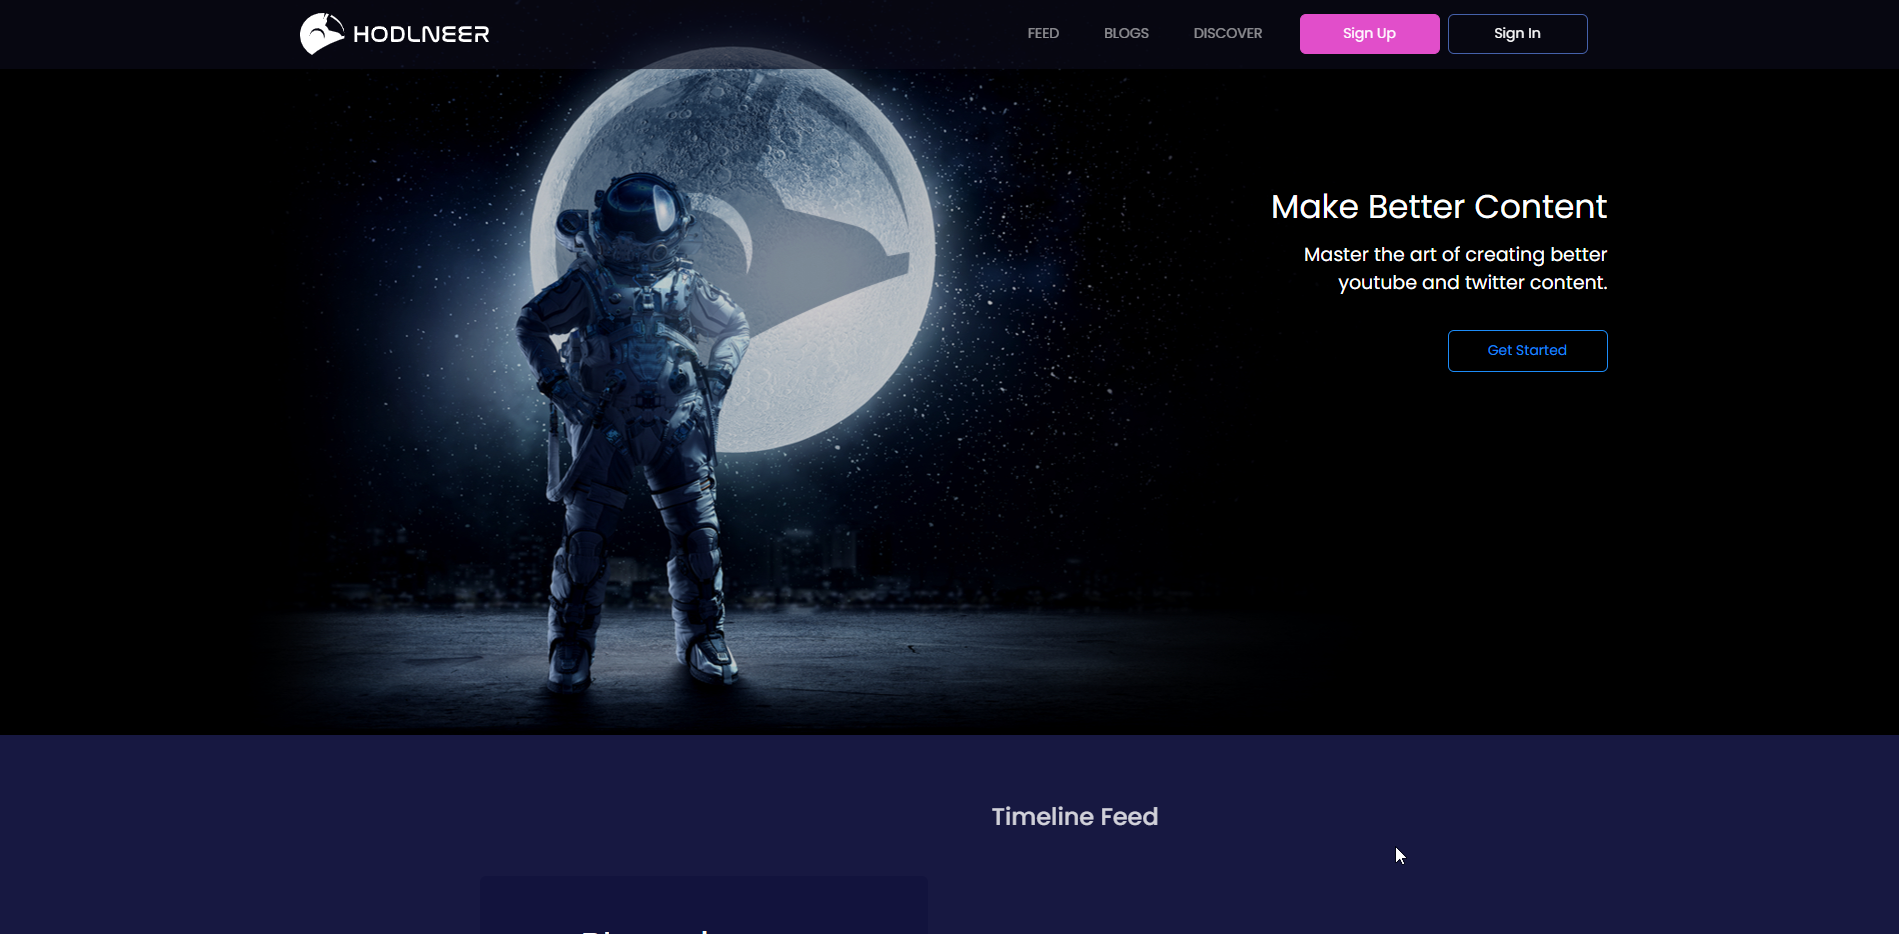 HODLNEER
FEED
BLOGS
DISCOVER
Sign Up
Sign In
Make Better Content
Master the art of creating better
youtube and twitter content.
Get Started
Timeline Feed